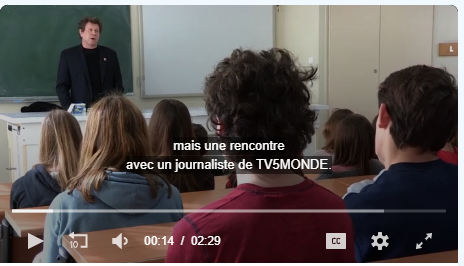 L
mais une rencontre
avec un journaliste de TV5MONDE.
10
00:14 / 02:29
CC